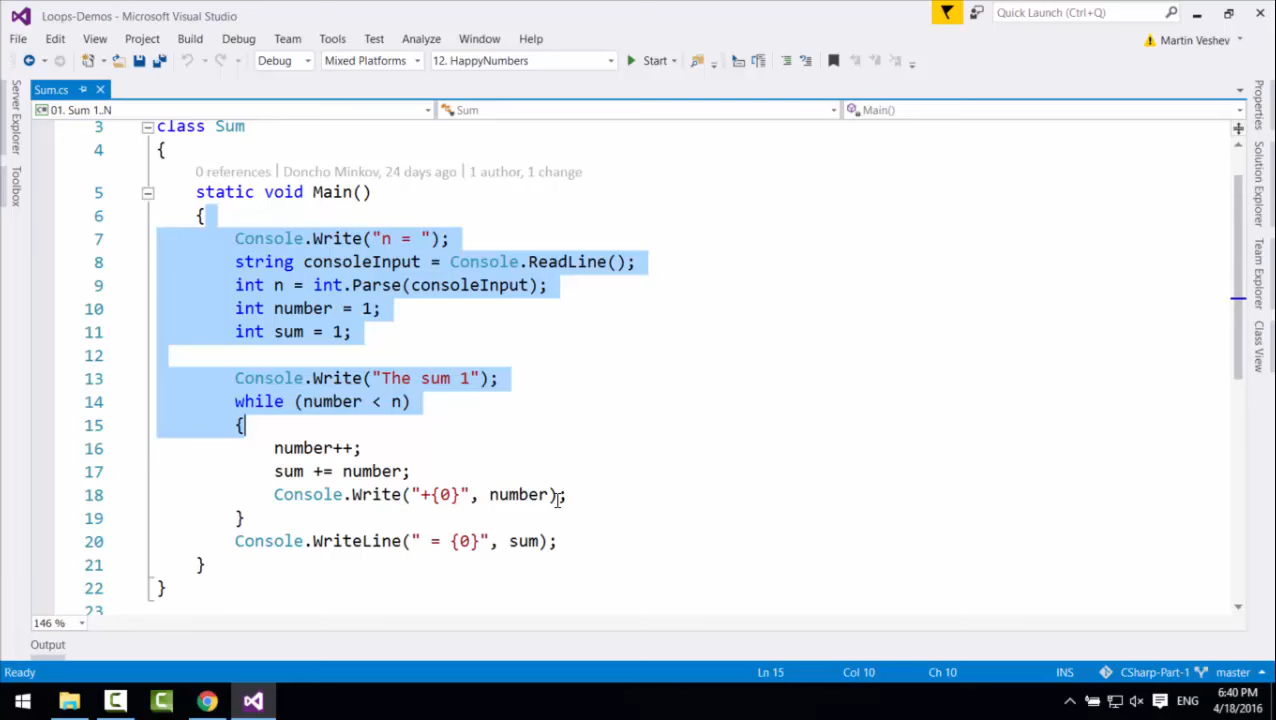 Loops-Demos - Microsoft Visual Studio
Quick Launch (Ctrl+Q)
File Edit View Project Build Debug Team Tools Test Analyze Window Help
Martin Veshev
Debug Mixed Platforms 12. HappyNumbers Start
Sum.cs
01. Sum 1..N Sum Main()
Server Explorer
Toolbox
Properties
Solution Explorer
Team Explorer
Class View
3 class Sum
4 {
0 references | Doncho Minkov, 24 days ago | 1 author, 1 change
5 static void Main()
6 {
7 Console.Write("n = ");
8 string consoleInput = Console.ReadLine();
9 int n = int.Parse(consoleInput);
10 int number = 1;
11 int sum = 1;
12
13 Console.Write("The sum 1");
14 while (number < n)
15 {
16 number++;
17 sum += number;
18 Console.Write("+{0}", number);
19 }
20 Console.WriteLine(" = {0}", sum);
21 }
22 }
23
146 %
Output
Ready Ln 15 Col 10 Ch 10 INS CSharp-Part-1 master
ENG
6:40 PM
4/18/2016